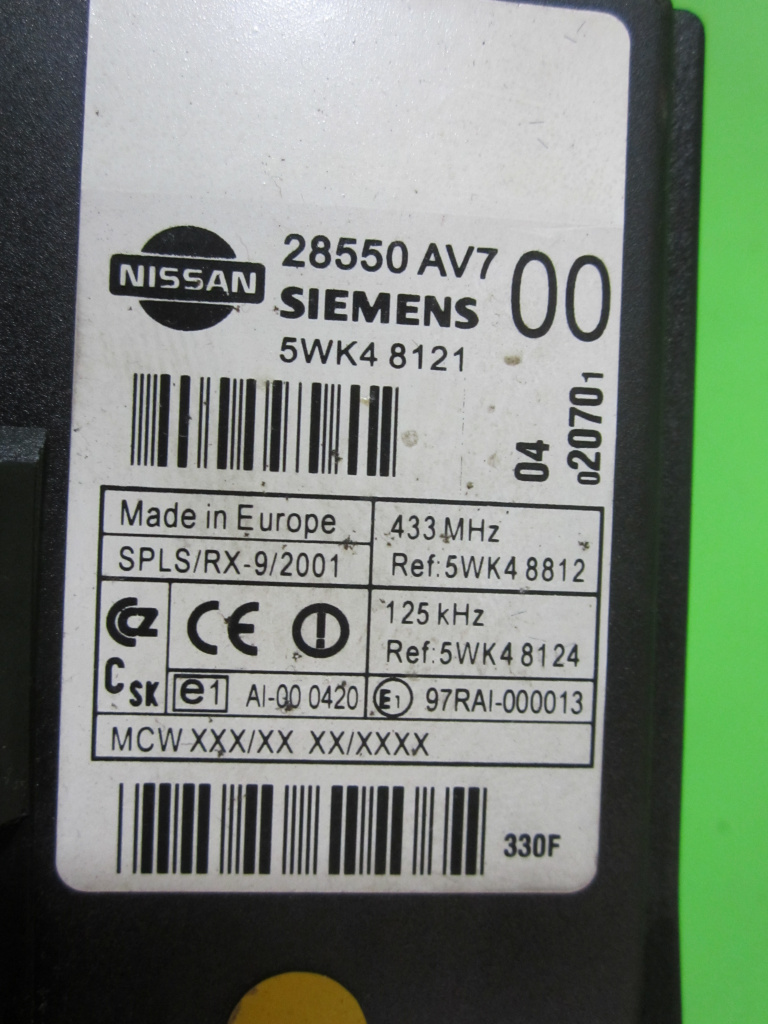 NISSAN
28550 AV7 00
SIEMENS
5WK4 8121
04
020701
Made in Europe
433 MHz
SPLS/RX-9/2001
Ref:5WK4 8812
CE
125 kHz
Ref:5WK4 8124
C SK
e1
AI-00 0420
E1
97RAI-000013
MCW XXX/XX XX/XXXX
330F